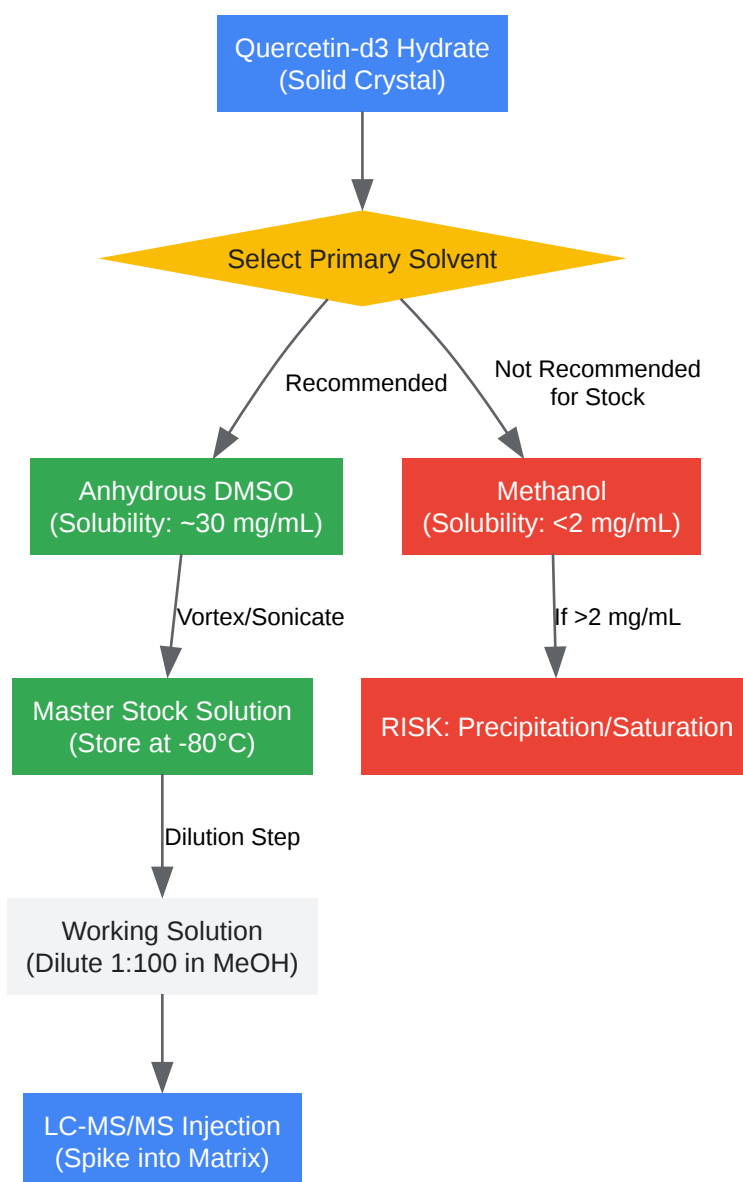 Quercetin-d3 Hydrate
(Solid Crystal)
Select Primary Solvent
Recommended
Not Recommended
for Stock
Anhydrous DMSO
(Solubility: ~30 mg/mL)
Methanol
(Solubility: <2 mg/mL)
Vortex/Sonicate
If >2 mg/mL
Master Stock Solution
(Store at -80°C)
RISK: Precipitation/Saturation
Dilution Step
Working Solution
(Dilute 1:100 in MeOH)
LC-MS/MS Injection
(Spike into Matrix)